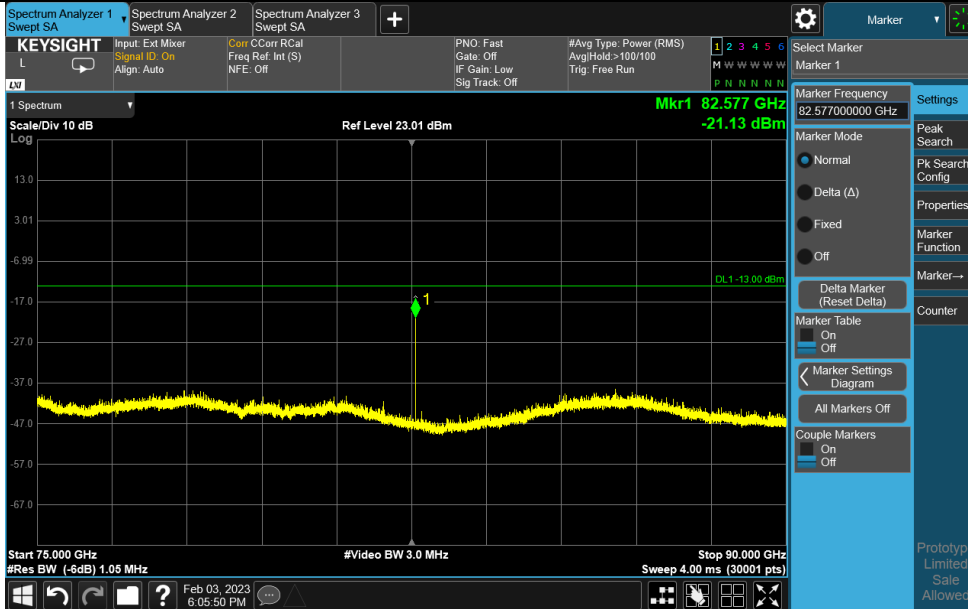 Spectrum Analyzer 1
Swept SA
Spectrum Analyzer 2
Swept SA
Spectrum Analyzer 3
Swept SA
Marker
KEYSIGHT
L
LXI
Input: Ext Mixer
Signal ID: On
Align: Auto
Corr CCorr RCal
Freq Ref: Int (S)
NFE: Off
PNO: Fast
Gate: Off
IF Gain: Low
Sig Track: Off
#Avg Type: Power (RMS)
Avg|Hold:>100/100
Trig: Free Run
1 2 3 4 5 6
M W W W W W
P N N N N N
Select Marker
Marker 1
1 Spectrum
Scale/Div 10 dB
Log
Ref Level 23.01 dBm
Mkr1 82.577 GHz
-21.13 dBm
13.0
3.01
-6.99
-17.0
-27.0
-37.0
-47.0
-57.0
-67.0
DL1 -13.00 dBm
1
Start 75.000 GHz
#Res BW (-6dB) 1.05 MHz
#Video BW 3.0 MHz
Stop 90.000 GHz
Sweep 4.00 ms (30001 pts)
Marker Frequency
82.577000000 GHz
Marker Mode
Normal
Delta (Δ)
Fixed
Off
Delta Marker
(Reset Delta)
Marker Table
On
Off
Marker Settings
Diagram
All Markers Off
Couple Markers
On
Off
Settings
Peak
Search
Pk Search
Config
Properties
Marker
Function
Marker→
Counter
Prototyp
Limited
Sale
Allowed
Feb 03, 2023
6:05:50 PM